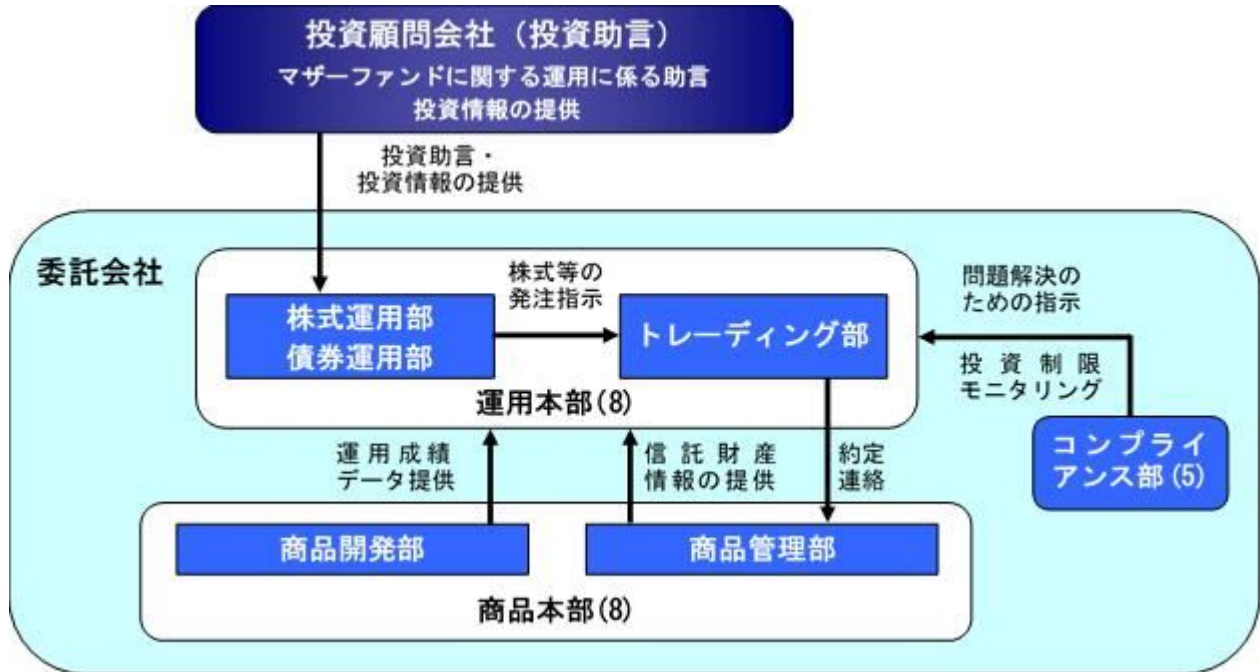 投資顧問会社（投資助言）
マザーファンドに関する運用に係る助言
投資情報の提供
投資助言・
投資情報の提供
委託会社
株式運用部
債券運用部
株式等の
発注指示
トレーディング部
運用本部(8)
問題解決の
ための指示
投資制限
モニタリング
コンプライ
アンス部(5)
運用成績
データ提供
信託財産
情報の提供
約定
連絡
商品開発部
商品管理部
商品本部(8)